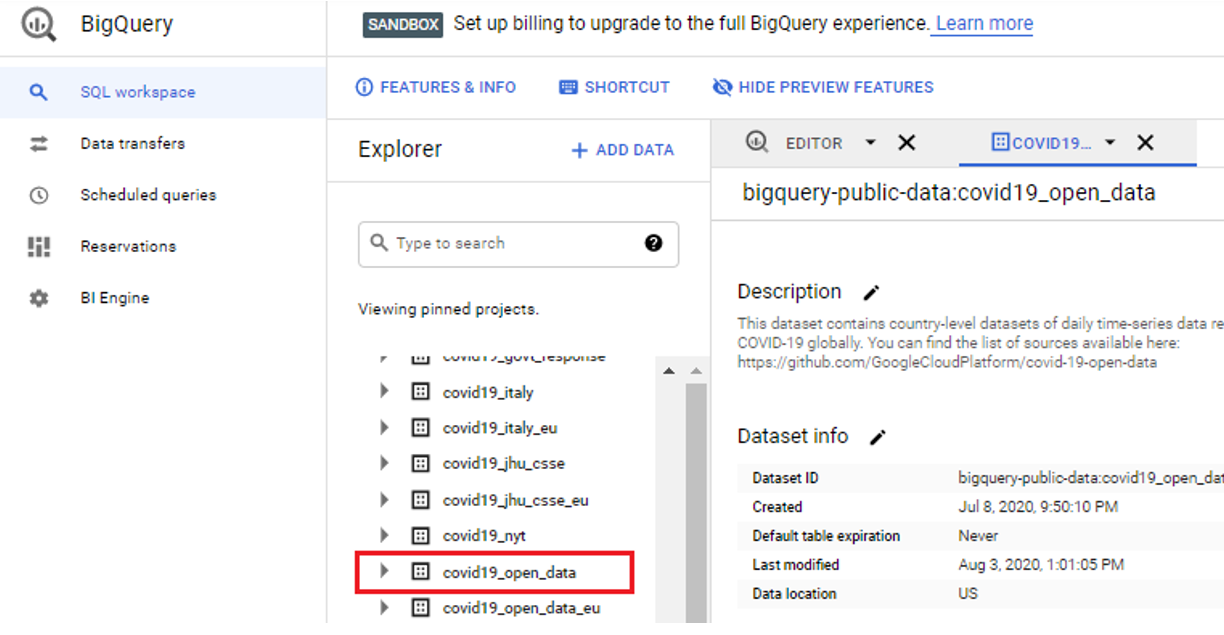 BigQuery
SANDBOX Set up billing to upgrade to the full BigQuery experience. Learn more
SQL workspace
Data transfers
Scheduled queries
Reservations
BI Engine
FEATURES & INFO SHORTCUT HIDE PREVIEW FEATURES
Explorer
+ ADD DATA
Type to search
?
Viewing pinned projects.
covid19_govt_response
covid19_italy
covid19_italy_eu
covid19_jhu_csse
covid19_jhu_csse_eu
covid19_nyt
covid19_open_data
covid19_open_data_eu
EDITOR
COVID19...
bigquery-public-data:covid19_open_data
Description
This dataset contains country-level datasets of daily time-series data re
COVID-19 globally. You can find the list of sources available here:
https://github.com/GoogleCloudPlatform/covid-19-open-data
Dataset info
Dataset ID bigquery-public-data:covid19_open_dat
Created Jul 8, 2020, 9:50:10 PM
Default table expiration Never
Last modified Aug 3, 2020, 1:01:05 PM
Data location US